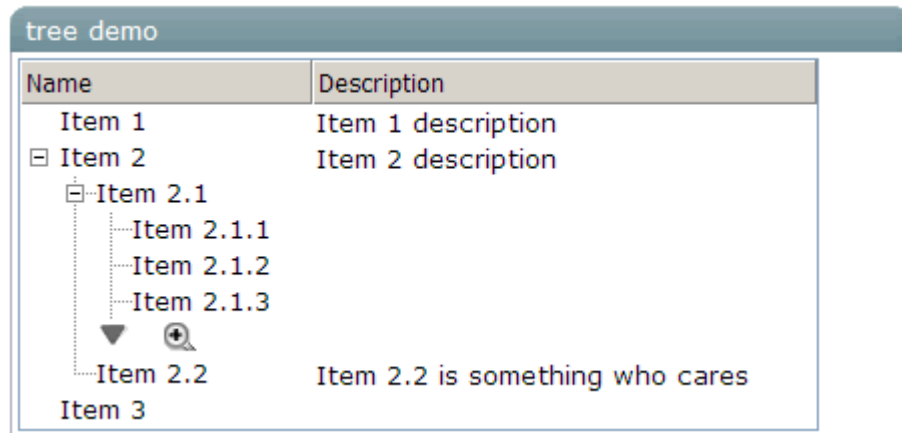 tree demo
Name Description
Item 1 Item 1 description
Item 2 Item 2 description
Item 2.1
Item 2.1.1
Item 2.1.2
Item 2.1.3
Item 2.2 Item 2.2 is something who cares
Item 3